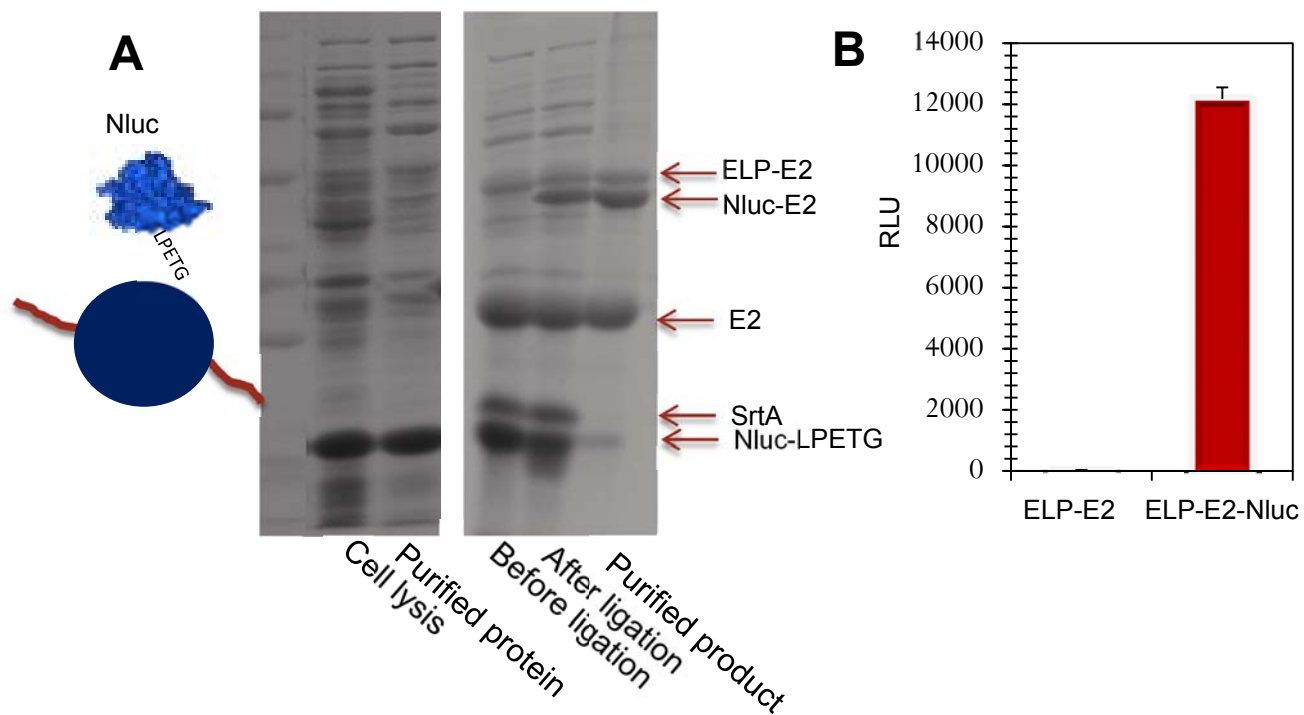 A
Nluc
LPETG
ELP-E2
Nluc-E2
E2
SrtA
Nluc-LPETG
Cell lysis
Purified protein
Before ligation
After ligation
Purified product
B
14000
12000
10000
8000
6000
4000
2000
0
RLU
ELP-E2
ELP-E2-Nluc